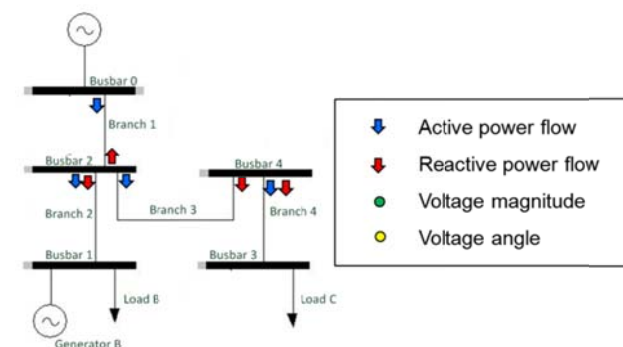 Busbar 0
Branch 1
Busbar 2
Busbar 4
Branch 3
Branch 2
Branch 4
Busbar 1
Busbar 3
Load B
Load C
Generator B
Active power flow
Reactive power flow
Voltage magnitude
Voltage angle